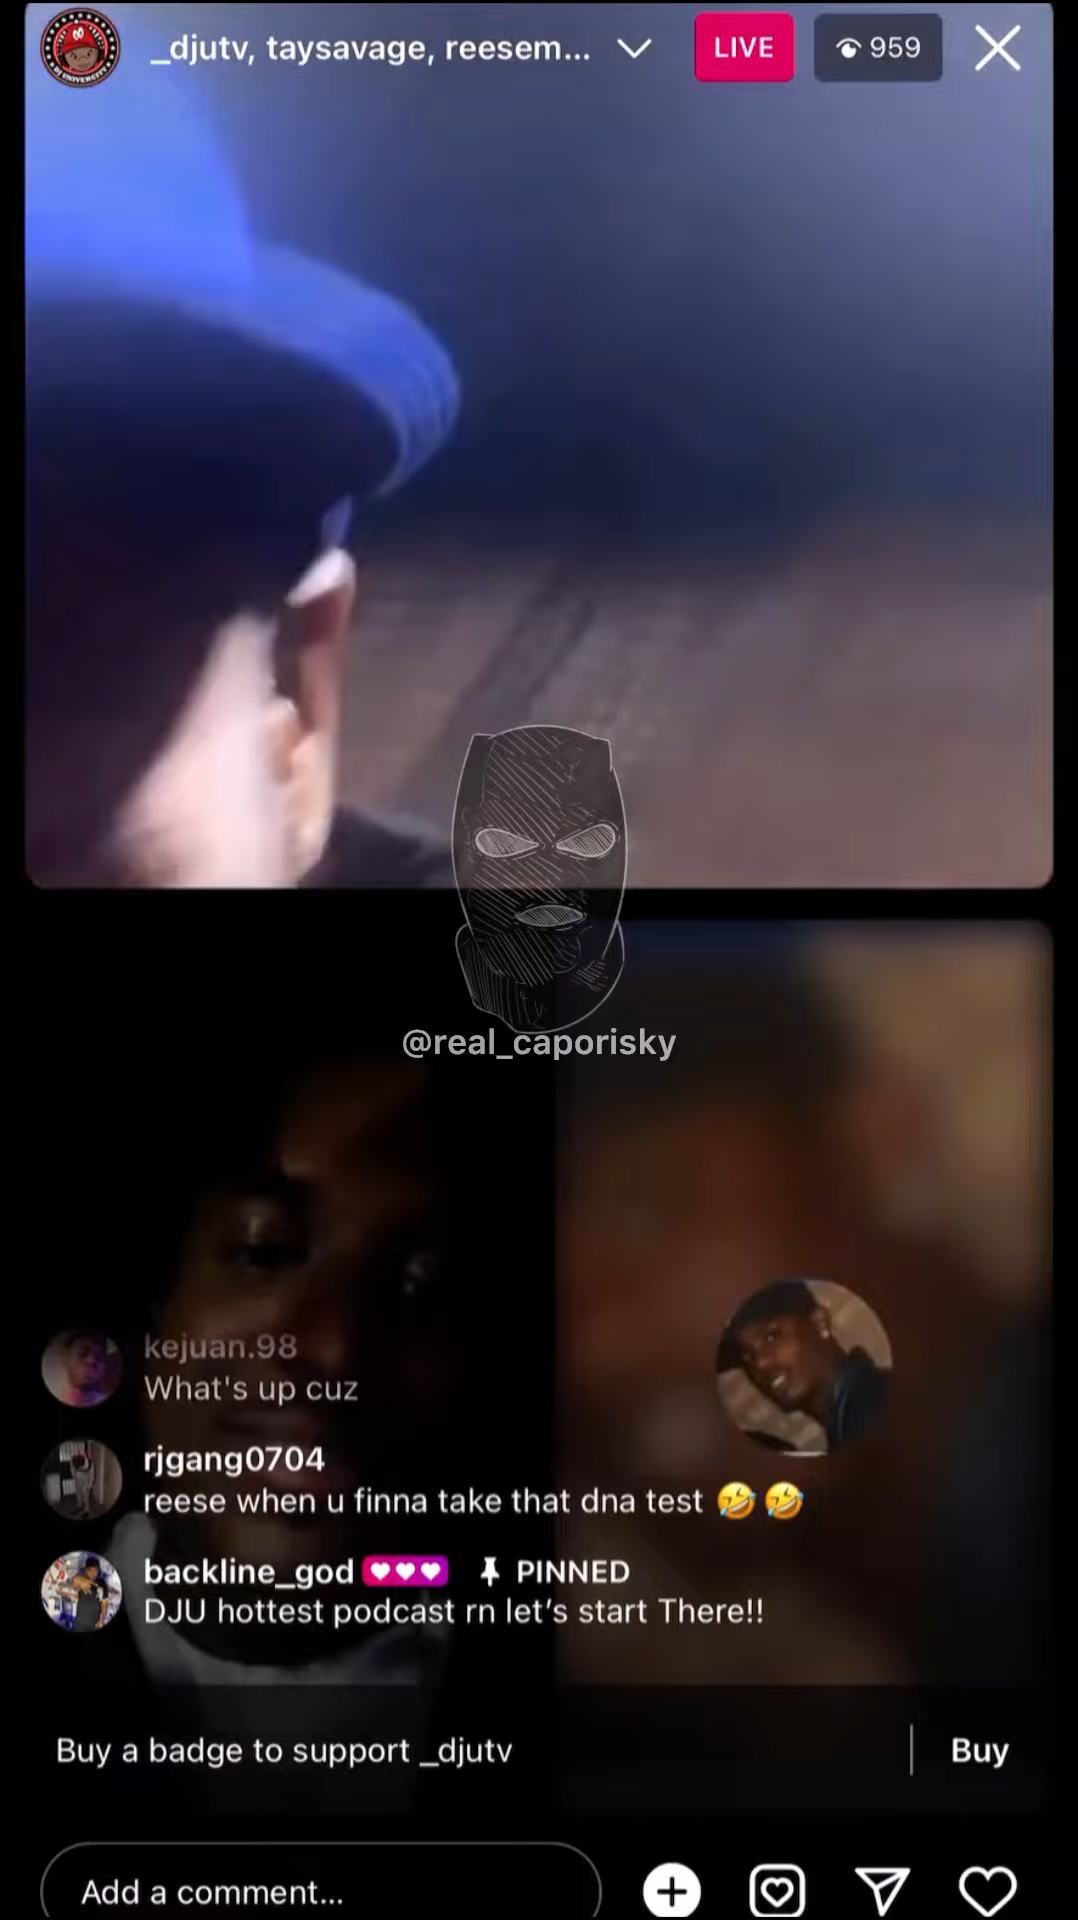 _djutv, taysavage, reesem...
LIVE
959
@real_caporisky
kejuan.98
What's up cuz
rjgang0704
reese when u finna take that dna test 🤣 🤣
backline_god PINNED
DJU hottest podcast rn let's start There!!
Buy a badge to support _djutv
Buy
Add a comment...